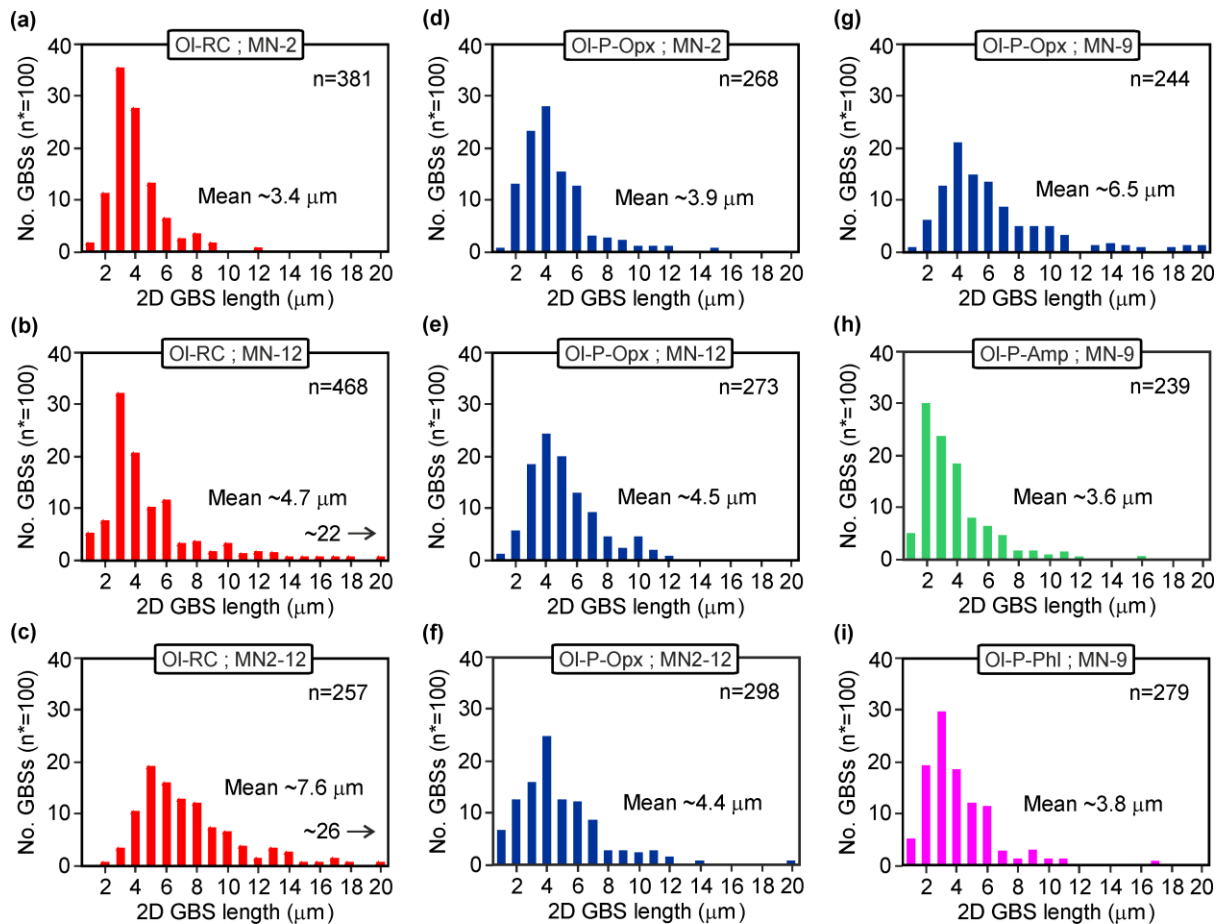 (a)
Ol-RC ; MN-2
n=381
Mean ~3.4 μm
No. GBSs (n*=100)
40
30
20
10
0
2 4 6 8 10 12 14 16 18 20
2D GBS length (μm)
(d)
Ol-P-Opx ; MN-2
n=268
Mean ~3.9 μm
No. GBSs (n*=100)
40
30
20
10
0
2 4 6 8 10 12 14 16 18 20
2D GBS length (μm)
(g)
Ol-P-Opx ; MN-9
n=244
Mean ~6.5 μm
No. GBSs (n*=100)
40
30
20
10
0
2 4 6 8 10 12 14 16 18 20
2D GBS length (μm)
(b)
Ol-RC ; MN-12
n=468
Mean ~4.7 μm
~22 →
No. GBSs (n*=100)
40
30
20
10
0
2 4 6 8 10 12 14 16 18 20
2D GBS length (μm)
(e)
Ol-P-Opx ; MN-12
n=273
Mean ~4.5 μm
No. GBSs (n*=100)
40
30
20
10
0
2 4 6 8 10 12 14 16 18 20
2D GBS length (μm)
(h)
Ol-P-Amp ; MN-9
n=239
Mean ~3.6 μm
No. GBSs (n*=100)
40
30
20
10
0
2 4 6 8 10 12 14 16 18 20
2D GBS length (μm)
(c)
Ol-RC ; MN2-12
n=257
Mean ~7.6 μm
~26 →
No. GBSs (n*=100)
40
30
20
10
0
2 4 6 8 10 12 14 16 18 20
2D GBS length (μm)
(f)
Ol-P-Opx ; MN2-12
n=298
Mean ~4.4 μm
No. GBSs (n*=100)
40
30
20
10
0
2 4 6 8 10 12 14 16 18 20
2D GBS length (μm)
(i)
Ol-P-Phl ; MN-9
n=279
Mean ~3.8 μm
No. GBSs (n*=100)
40
30
20
10
0
2 4 6 8 10 12 14 16 18 20
2D GBS length (μm)